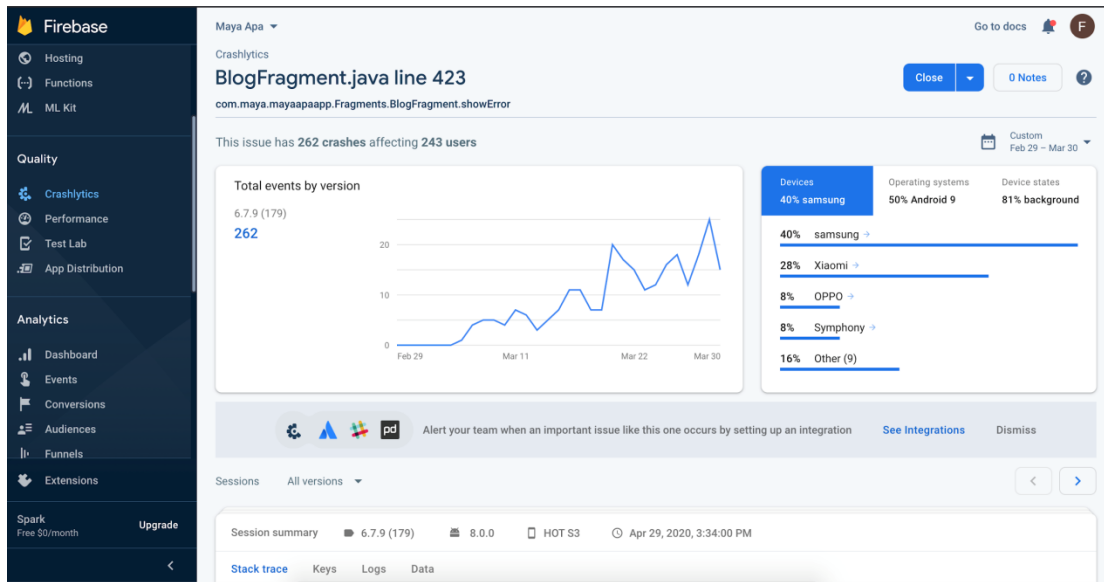 Firebase
Hosting
Functions
ML Kit
Quality
Crashlytics
Performance
Test Lab
App Distribution
Analytics
Dashboard
Events
Conversions
Audiences
Funnels
Extensions
Spark
Free $0/month
Upgrade
Maya Apa
Go to docs
F
Crashlytics
BlogFragment.java line 423
Close
0 Notes
com.maya.mayaapaapp.Fragments.BlogFragment.showError
This issue has 262 crashes affecting 243 users
Custom
Feb 29 – Mar 30
Total events by version
6.7.9 (179)
262
20
10
0
Feb 29 Mar 11 Mar 22 Mar 30
Devices
40% samsung
Operating systems
50% Android 9
Device states
81% background
40% samsung
28% Xiaomi
8% OPPO
8% Symphony
16% Other (9)
pd
Alert your team when an important issue like this one occurs by setting up an integration
See Integrations
Dismiss
Sessions All versions
Session summary 6.7.9 (179) 8.0.0 HOT S3 Apr 29, 2020, 3:34:00 PM
Stack trace Keys Logs Data